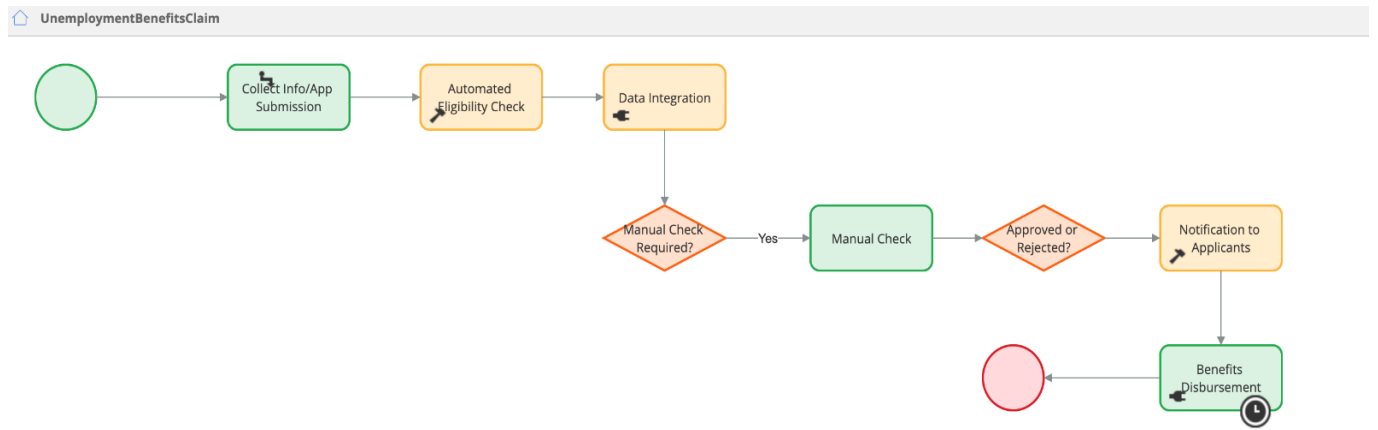 UnemploymentBenefitsClaim
Collect Info/App
Submission
Automated
Eligibility Check
Data Integration
Manual Check
Required?
Yes
Manual Check
Approved or
Rejected?
Notification to
Applicants
Benefits
Disbursement